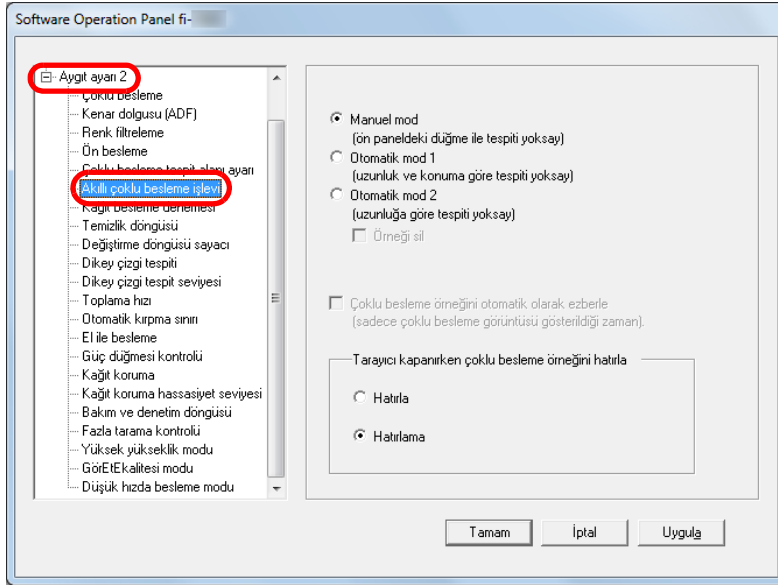 Software Operation Panel fi-
Aygıt ayarı 2
Çoklu besleme
Kenar dolgusu (ADF)
Renk filtreleme
Ön besleme
Çoklu besleme tespit alanı ayarı
Akıllı çoklu besleme işlevi
Kağıt besleme denemesi
Temizlik döngüsü
Değiştirme döngüsü sayacı
Dikey çizgi tespiti
Dikey çizgi tespit seviyesi
Toplama hızı
Otomatik kırpma sınırı
El ile besleme
Güç düğmesi kontrolü
Kağıt koruma
Kağıt koruma hassasiyet seviyesi
Bakım ve denetim döngüsü
Fazla tarama kontrolü
Yüksek yükseklik modu
GörEtEkalitesi modu
Düşük hızda besleme modu
Manuel mod
(ön paneldeki düğme ile tespiti yoksay)
Otomatik mod 1
(uzunluk ve konuma göre tespiti yoksay)
Otomatik mod 2
(uzunluğa göre tespiti yoksay)
Örneği sil
Çoklu besleme örneğini otomatik olarak ezberle
(sadece çoklu besleme görüntüsü gösterildiği zaman).
Tarayıcı kapanırken çoklu besleme örneğini hatırla
Hatırla
Hatırlama
Tamam
İptal
Uygula